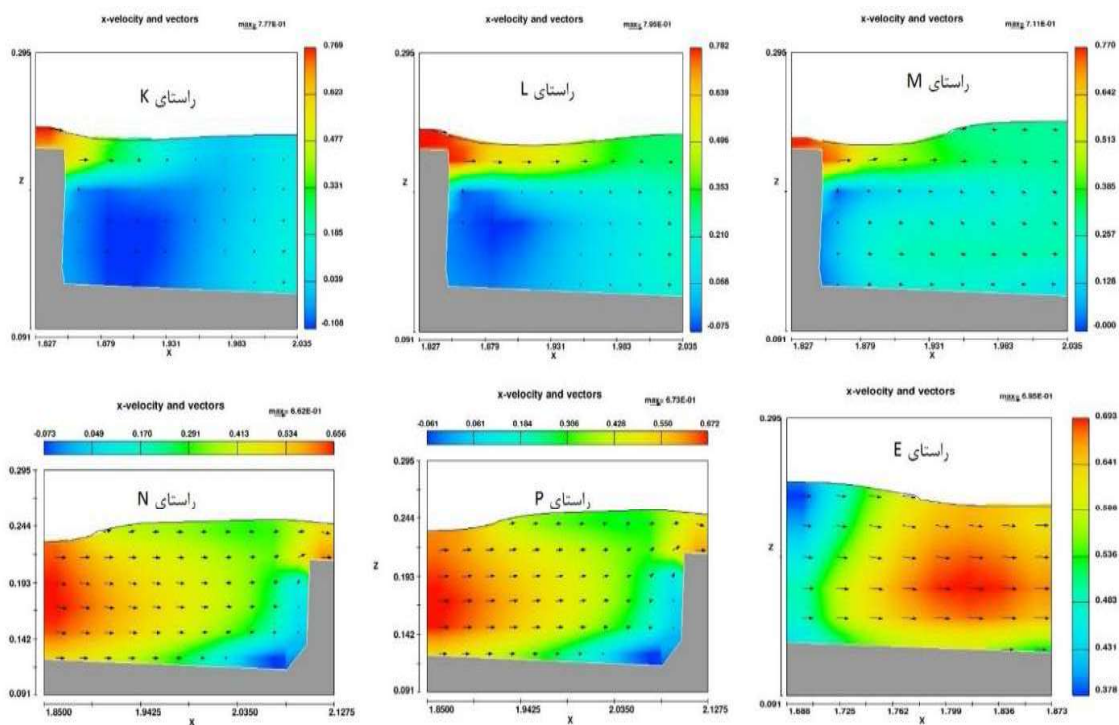 x-velocity and vectors
max= 7.77E-01
0.295
راستای K
Z
0.091
1.827 1.879 1.931 1.983 2.035
X
0.769
0.623
0.477
0.331
0.185
0.039
-0.108
x-velocity and vectors
max= 7.95E-01
0.295
راستای L
Z
0.091
1.827 1.879 1.931 1.983 2.035
X
0.782
0.639
0.496
0.353
0.210
0.068
-0.075
x-velocity and vectors
max= 7.11E-01
0.295
راستای M
Z
0.091
1.827 1.879 1.931 1.983 2.035
X
0.770
0.642
0.513
0.385
0.257
0.128
-0.000
x-velocity and vectors
max= 6.62E-01
-0.073 0.049 0.170 0.291 0.413 0.534 0.656
0.295
راستای N
0.244
0.193
0.142
0.091
1.8500 1.9425 2.0350 2.1275
X
x-velocity and vectors
max= 6.73E-01
-0.061 0.061 0.184 0.306 0.428 0.550 0.672
0.295
راستای P
0.244
Z
0.193
0.142
0.091
1.8500 1.9425 2.0350 2.1275
X
x-velocity and vectors
max= 6.95E-01
0.295
راستای E
Z
0.091
1.688 1.725 1.762 1.799 1.836 1.873
X
0.693
0.641
0.588
0.536
0.483
0.431
0.378